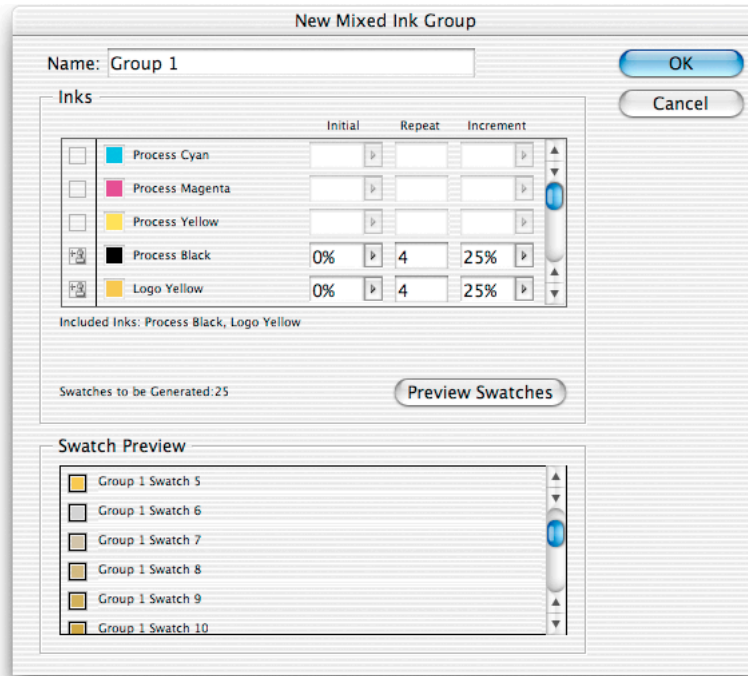 New Mixed Ink Group
Name: Group 1
OK
Cancel
Inks
Initial Repeat Increment
Process Cyan
Process Magenta
Process Yellow
Process Black 0% 4 25%
Logo Yellow 0% 4 25%
Included Inks: Process Black, Logo Yellow
Swatches to be Generated:25
Preview Swatches
Swatch Preview
Group 1 Swatch 5
Group 1 Swatch 6
Group 1 Swatch 7
Group 1 Swatch 8
Group 1 Swatch 9
Group 1 Swatch 10